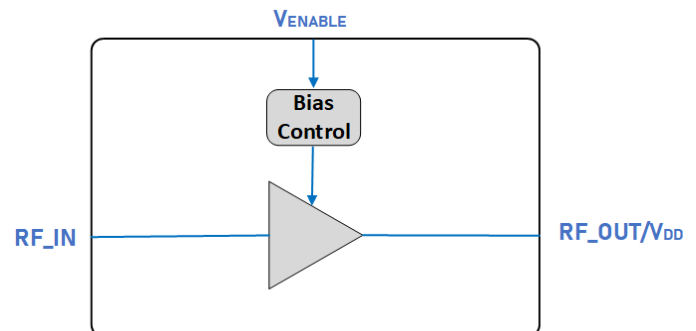 VENABLE
Bias
Control
RF_IN
RF_OUT/VDD